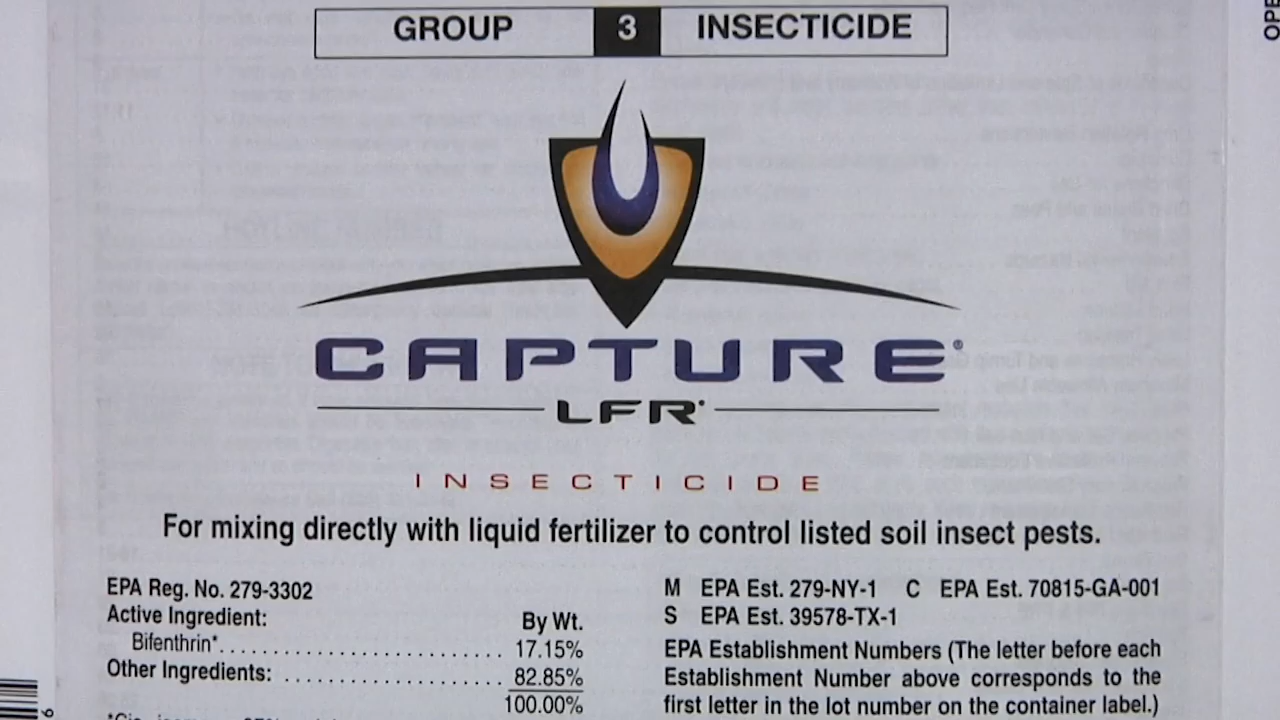 GROUP 3 INSECTICIDE
CAPTURE®
LFR®
INSECTICIDE
For mixing directly with liquid fertilizer to control listed soil insect pests.
EPA Reg. No. 279-3302
Active Ingredient: By Wt.
Bifenthrin*. . . . . . . . . . . . . . . . . . . . . . . . . . . . 17.15%
Other Ingredients: . . . . . . . . . . . . . . . . . . . . . 82.85%
100.00%
M EPA Est. 279-NY-1 C EPA Est. 70815-GA-001
S EPA Est. 39578-TX-1
EPA Establishment Numbers (The letter before each
Establishment Number above corresponds to the
first letter in the lot number on the container label.)
OPE
6